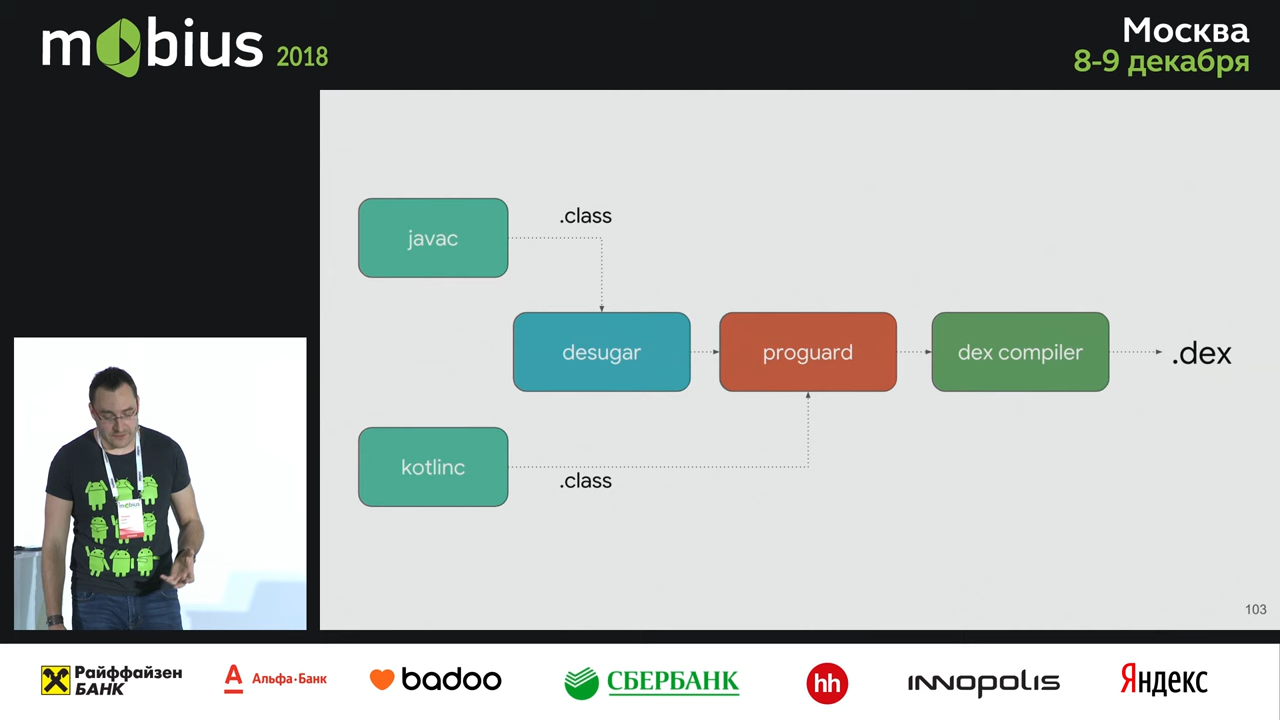 mobius 2018
Москва
8-9 декабря
javac
.class
desugar
proguard
dex compiler
.dex
kotlinc
.class
103
mobius
Райффайзен
БАНК
А
Альфа·Банк
badoo
СБЕРБАНК
hh
INNOPOLIS
Яндекс